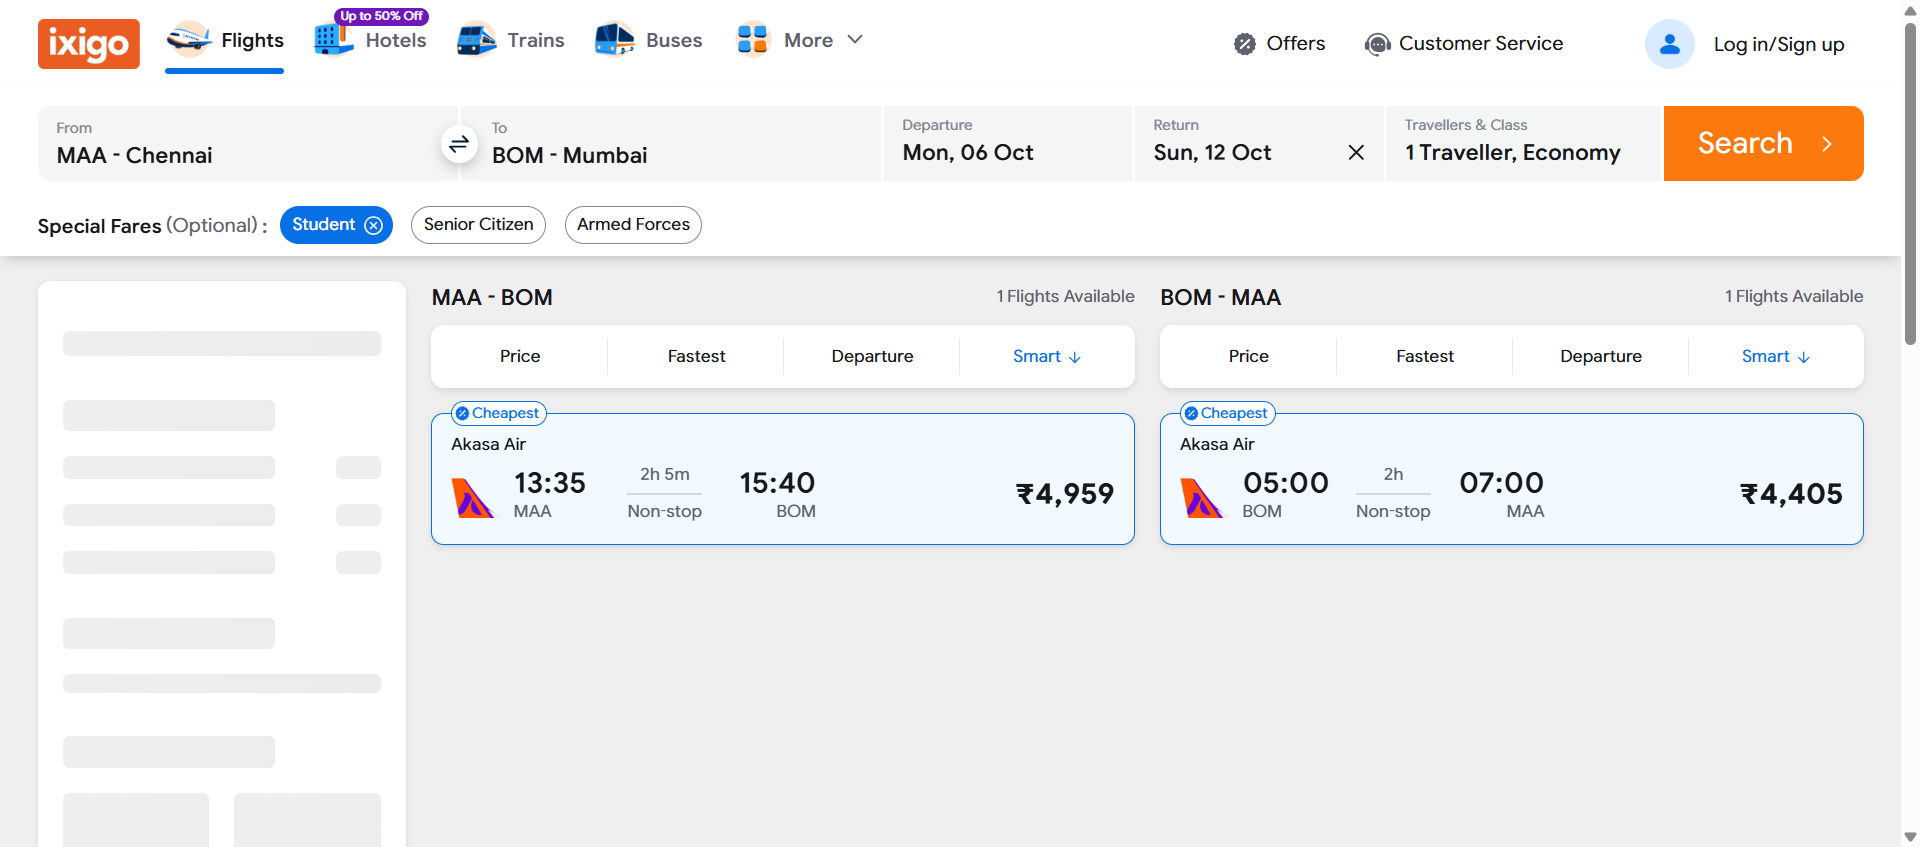 ixigo
Flights
Up to 50% Off
Hotels
Trains
Buses
More
Offers
Customer Service
Log in/Sign up
From
MAA - Chennai
To
BOM - Mumbai
Departure
Mon, 06 Oct
Return
Sun, 12 Oct
Travellers & Class
1 Traveller, Economy
Search
Special Fares (Optional) :
Student
Senior Citizen
Armed Forces
MAA - BOM
1 Flights Available
Price
Fastest
Departure
Smart
Cheapest
Akasa Air
13:35
MAA
2h 5m
Non-stop
15:40
BOM
₹4,959
BOM - MAA
1 Flights Available
Price
Fastest
Departure
Smart
Cheapest
Akasa Air
05:00
BOM
2h
Non-stop
07:00
MAA
₹4,405